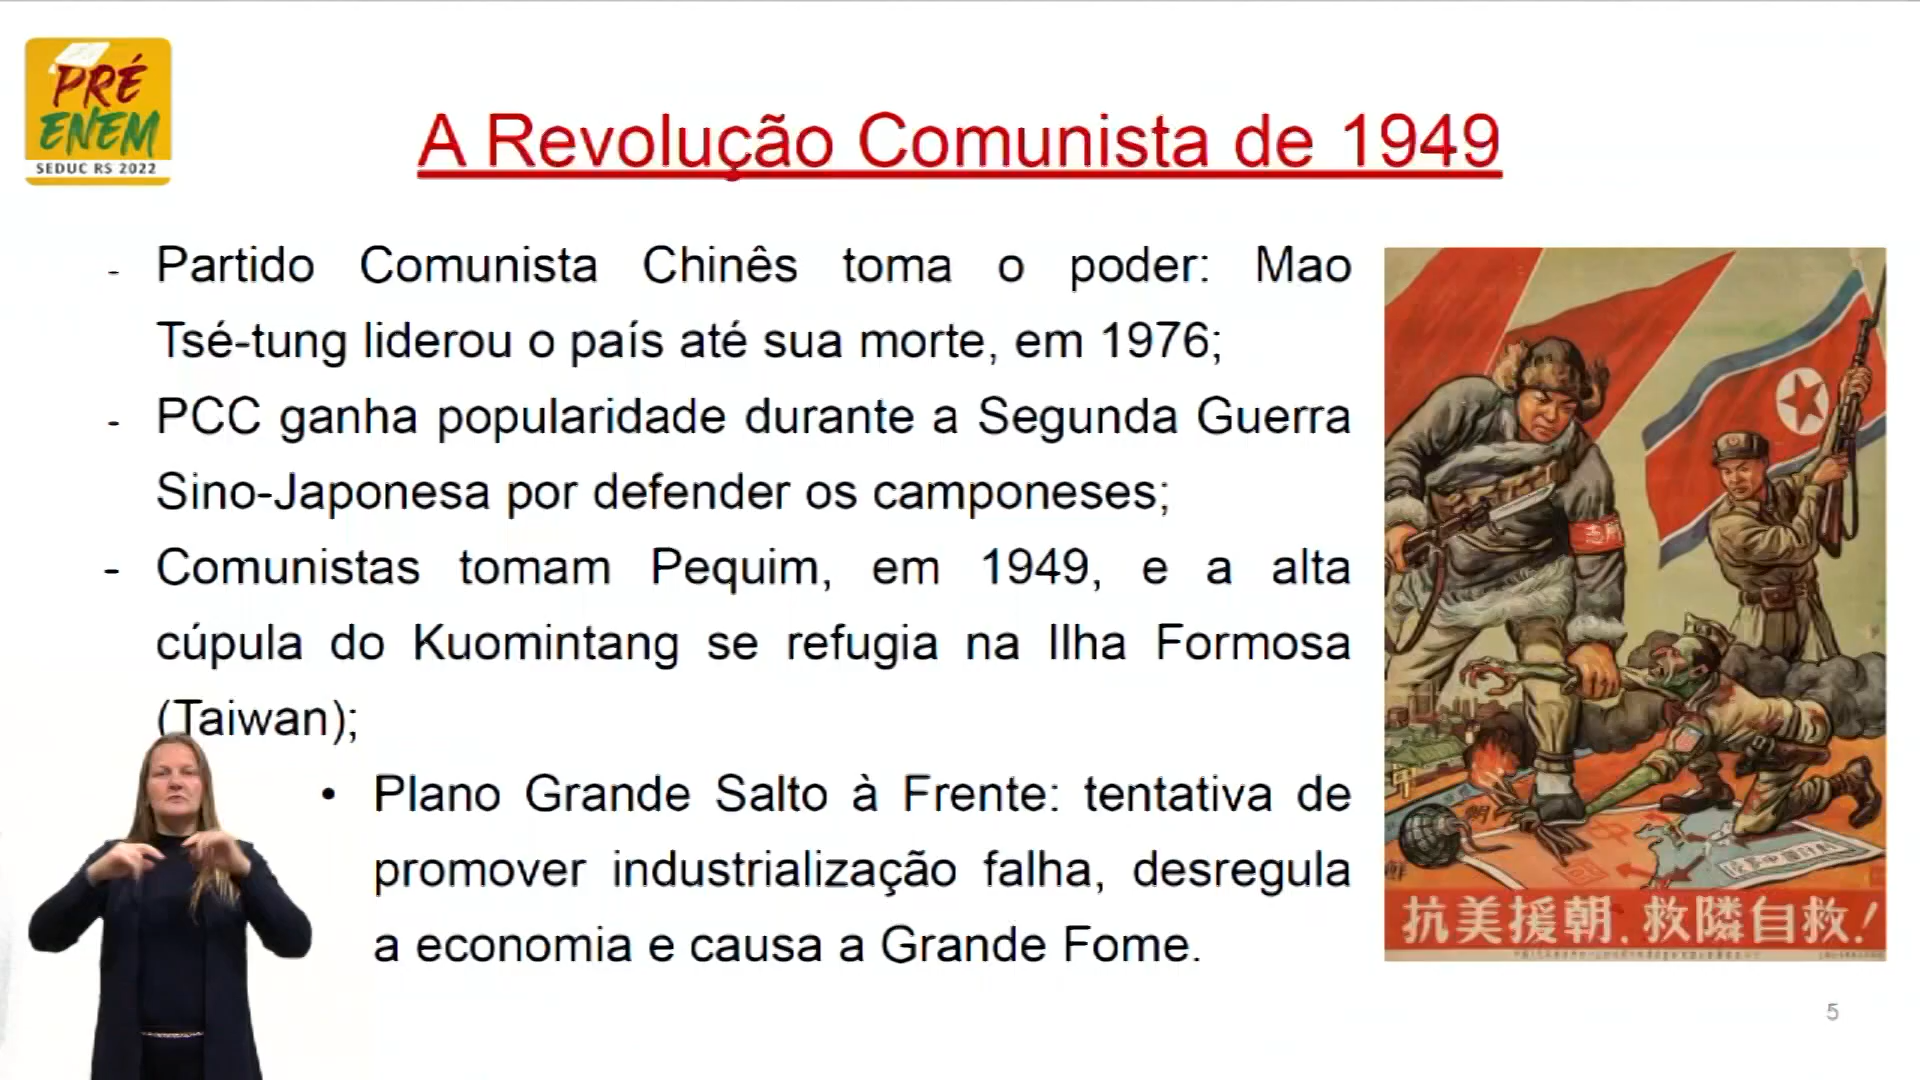 PRÉ
ENEM
SEDUC RS 2022
A Revolução Comunista de 1949
- Partido Comunista Chinês toma o poder: Mao
Tsé-tung liderou o país até sua morte, em 1976;
- PCC ganha popularidade durante a Segunda Guerra
Sino-Japonesa por defender os camponeses;
- Comunistas tomam Pequim, em 1949, e a alta
cúpula do Kuomintang se refugia na Ilha Formosa
(Taiwan);
• Plano Grande Salto à Frente: tentativa de
promover industrialização falha, desregula
a economia e causa a Grande Fome.
抗美援朝.救隣自救!
5